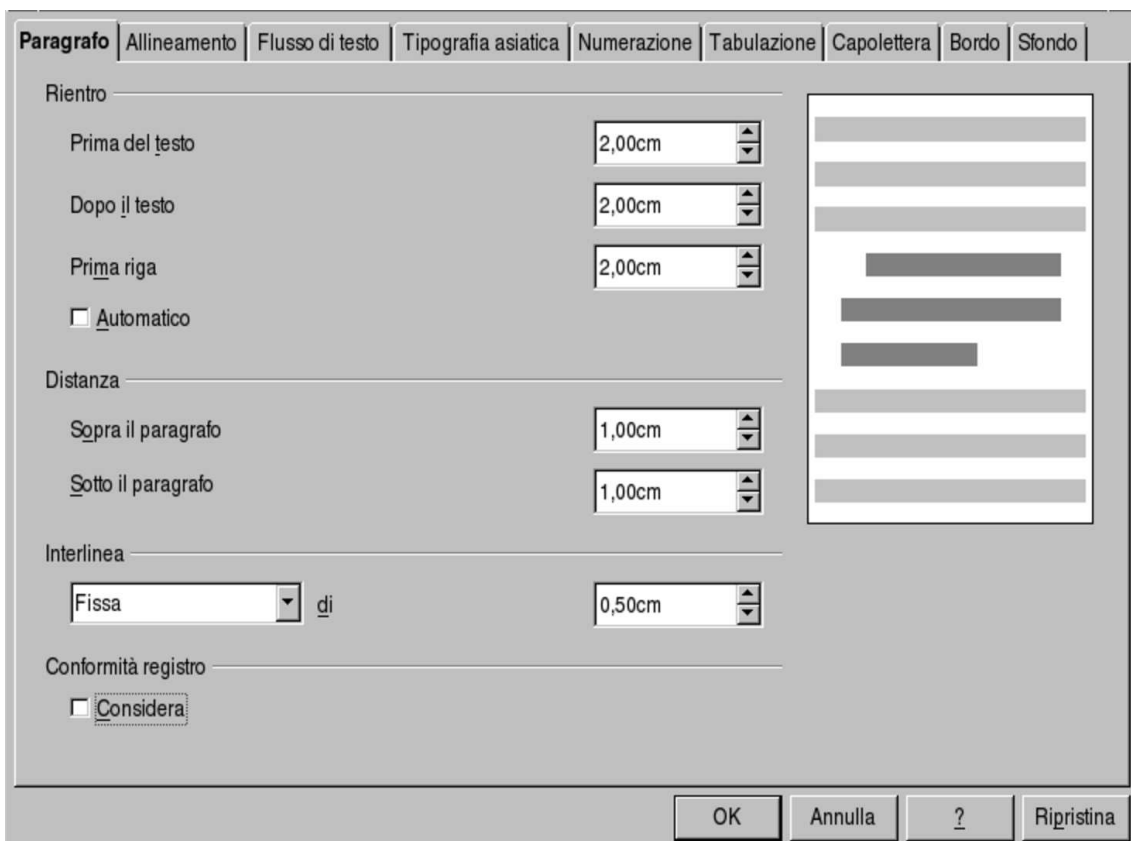 Paragrafo Allineamento Flusso di testo Tipografia asiatica Numerazione Tabulazione Capolettera Bordo Sfondo
Rientro
Prima del testo 2,00cm
Dopo il testo 2,00cm
Prima riga 2,00cm
Automatico
Distanza
Sopra il paragrafo 1,00cm
Sotto il paragrafo 1,00cm
Interlinea
Fissa di 0,50cm
Conformità registro
Considera
OK Annulla ? Ripristina